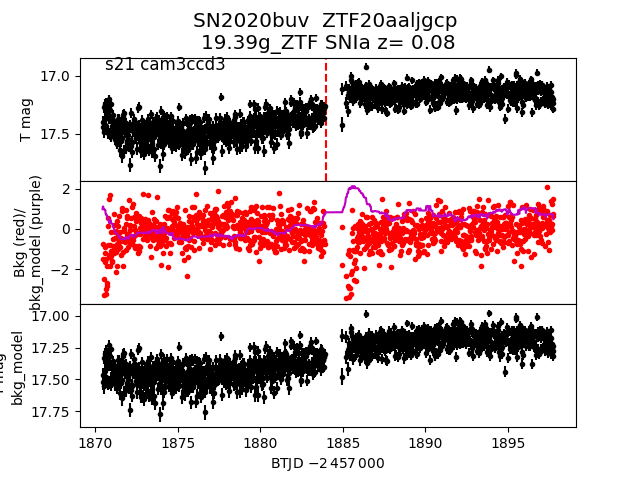 SN2020buv  ZTF20aaljgcp
19.39g_ZTF SNIa z= 0.08
s21 cam3ccd3
17.0
17.5
T mag
2
0
−2
Bkg (red)/
bkg_model (purple)
17.00
17.25
17.50
17.75
mag
bkg_model
1870
1875
1880
1885
1890
1895
BTJD −2 457 000